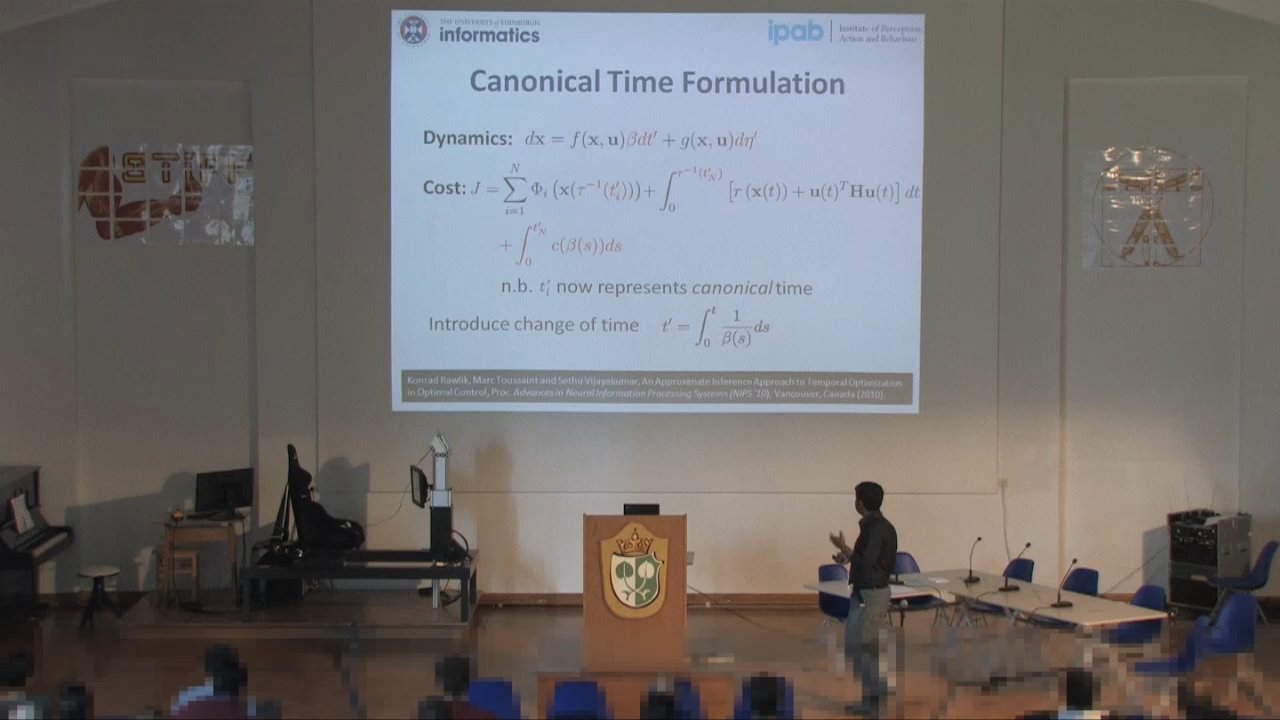 THE UNIVERSITY of EDINBURGH
informatics
ipab
Institute of Perception
Action and Behaviour
Canonical Time Formulation
Dynamics: dx = f(x, u)βdt′ + g(x, u)dη′
Cost: J = ∑_{i=1}^{N} Φ_i (x(τ⁻¹(t′_i))) + ∫_0^{τ⁻¹(t′_N)} [r (x(t)) + u(t)^T Hu(t)] dt
+ ∫_0^{t′_N} c(β(s))ds
n.b. t′_i now represents canonical time
Introduce change of time t′ = ∫_0^t 1/β(s) ds
Konrad Rawlik, Marc Toussaint and Sethu Vijayakumar, An Approximate Inference Approach to Temporal Optimization
in Optimal Control, Proc. Advances in Neural Information Processing Systems (NIPS '10), Vancouver, Canada (2010)
STIFF